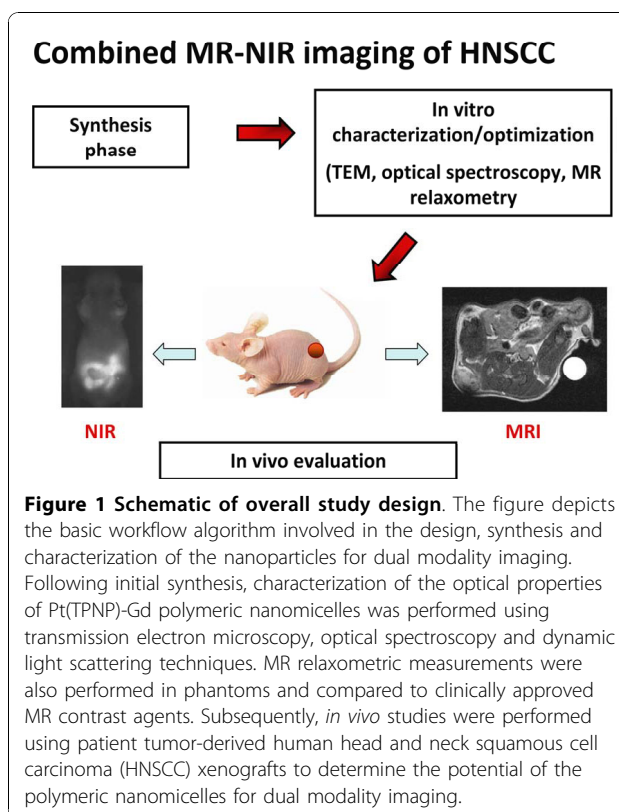 Combined MR-NIR imaging of HNSCC
Synthesis
phase
In vitro
characterization/optimization
(TEM, optical spectroscopy, MR
relaxometry
NIR
MRI
In vivo evaluation
Figure 1 Schematic of overall study design. The figure depicts
the basic workflow algorithm involved in the design, synthesis and
characterization of the nanoparticles for dual modality imaging.
Following initial synthesis, characterization of the optical properties
of Pt(TPNP)-Gd polymeric nanomicelles was performed using
transmission electron microscopy, optical spectroscopy and dynamic
light scattering techniques. MR relaxometric measurements were
also performed in phantoms and compared to clinically approved
MR contrast agents. Subsequently, in vivo studies were performed
using patient tumor-derived human head and neck squamous cell
carcinoma (HNSCC) xenografts to determine the potential of the
polymeric nanomicelles for dual modality imaging.